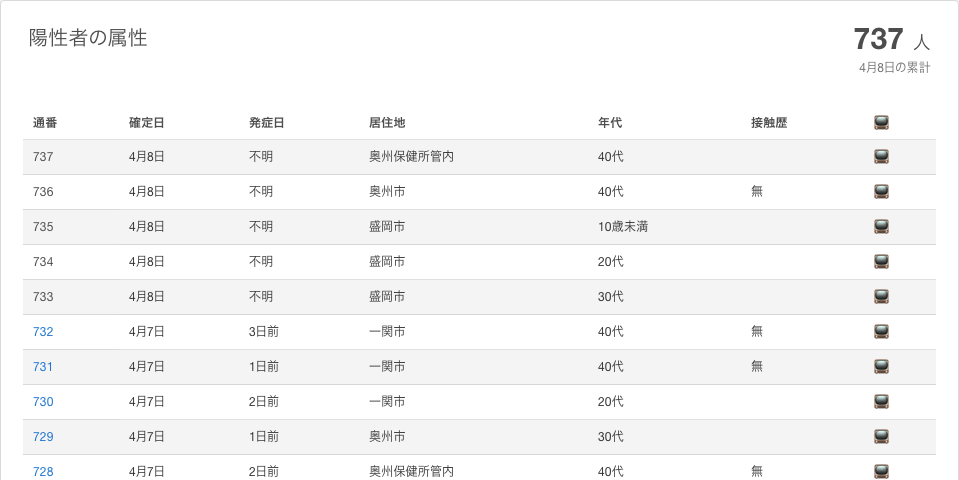 陽性者の属性
737 人
4月8日の累計
通番 確定日 発症日 居住地 年代 接触歴
737 4月8日 不明 奥州保健所管内 40代
736 4月8日 不明 奥州市 40代 無
735 4月8日 不明 盛岡市 10歳未満
734 4月8日 不明 盛岡市 20代
733 4月8日 不明 盛岡市 30代
732 4月7日 3日前 一関市 40代 無
731 4月7日 1日前 一関市 40代 無
730 4月7日 2日前 一関市 20代
729 4月7日 1日前 奥州市 30代
728 4月7日 2日前 奥州保健所管内 40代 無